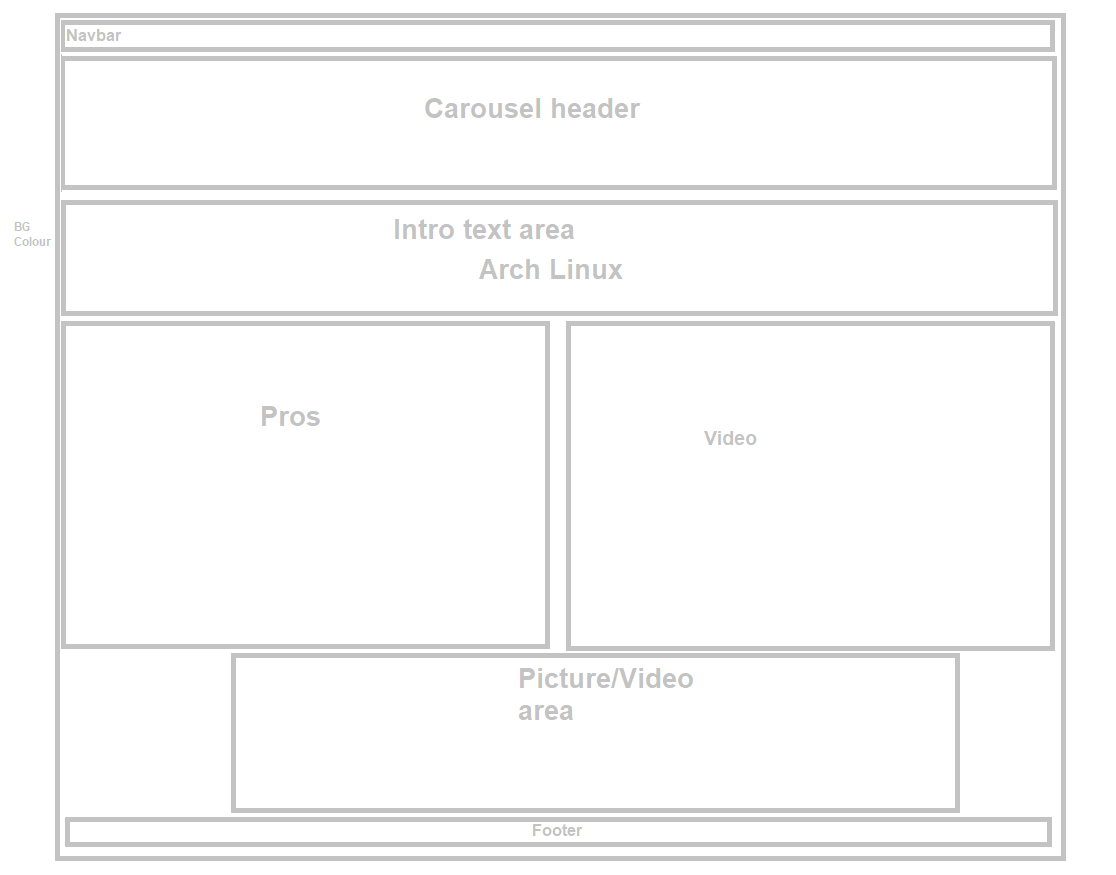 Navbar
Carousel header
BG
Colour
Intro text area
Arch Linux
Pros
Video
Picture/Video
area
Footer